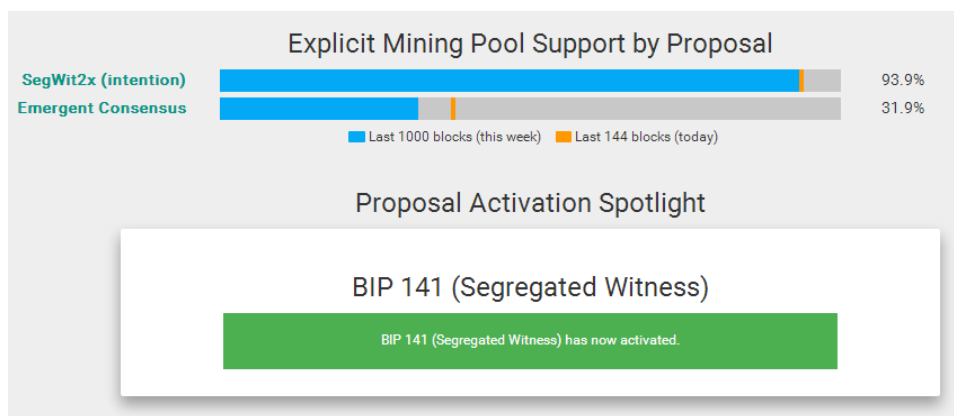 Explicit Mining Pool Support by Proposal
SegWit2x (intention) 93.9%
Emergent Consensus 31.9%
Last 1000 blocks (this week) Last 144 blocks (today)
Proposal Activation Spotlight
BIP 141 (Segregated Witness)
BIP 141 (Segregated Witness) has now activated.